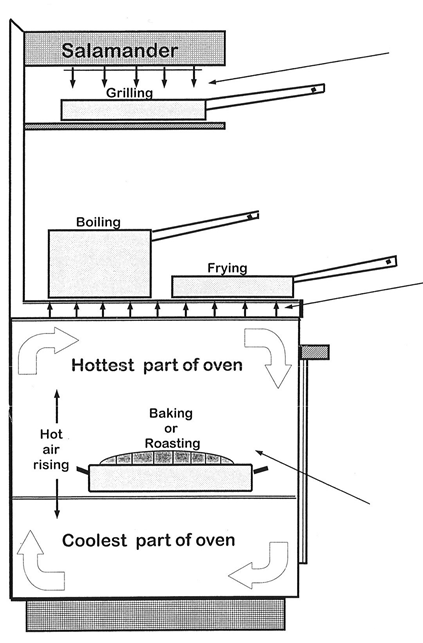 Salamander
Grilling
Boiling
Frying
Hottest part of oven
Baking
or
Roasting
Hot
air
rising
Coolest part of oven